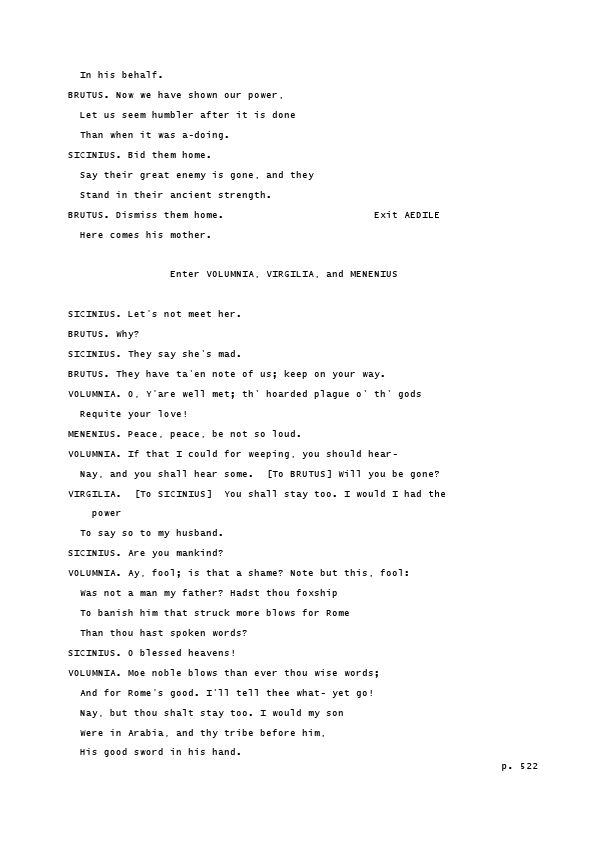 In his behalf.
BRUTUS. Now we have shown our power,
Let us seem humbler after it is done
Than when it was a-doing.
SICINIUS. Bid them home.
Say their great enemy is gone, and they
Stand in their ancient strength.
BRUTUS. Dismiss them home. Exit AEDILE
Here comes his mother.
Enter VOLUMNIA, VIRGILIA, and MENENIUS
SICINIUS. Let's not meet her.
BRUTUS. Why?
SICINIUS. They say she's mad.
BRUTUS. They have ta'en note of us; keep on your way.
VOLUMNIA. O, Y'are well met; th' hoarded plague o' th' gods
Requite your love!
MENENIUS. Peace, peace, be not so loud.
VOLUMNIA. If that I could for weeping, you should hear-
Nay, and you shall hear some. [To BRUTUS] Will you be gone?
VIRGILIA. [To SICINIUS] You shall stay too. I would I had the
power
To say so to my husband.
SICINIUS. Are you mankind?
VOLUMNIA. Ay, fool; is that a shame? Note but this, fool:
Was not a man my father? Hadst thou foxship
To banish him that struck more blows for Rome
Than thou hast spoken words?
SICINIUS. O blessed heavens!
VOLUMNIA. Moe noble blows than ever thou wise words;
And for Rome's good. I'll tell thee what- yet go!
Nay, but thou shalt stay too. I would my son
Were in Arabia, and thy tribe before him,
His good sword in his hand.
p. 522